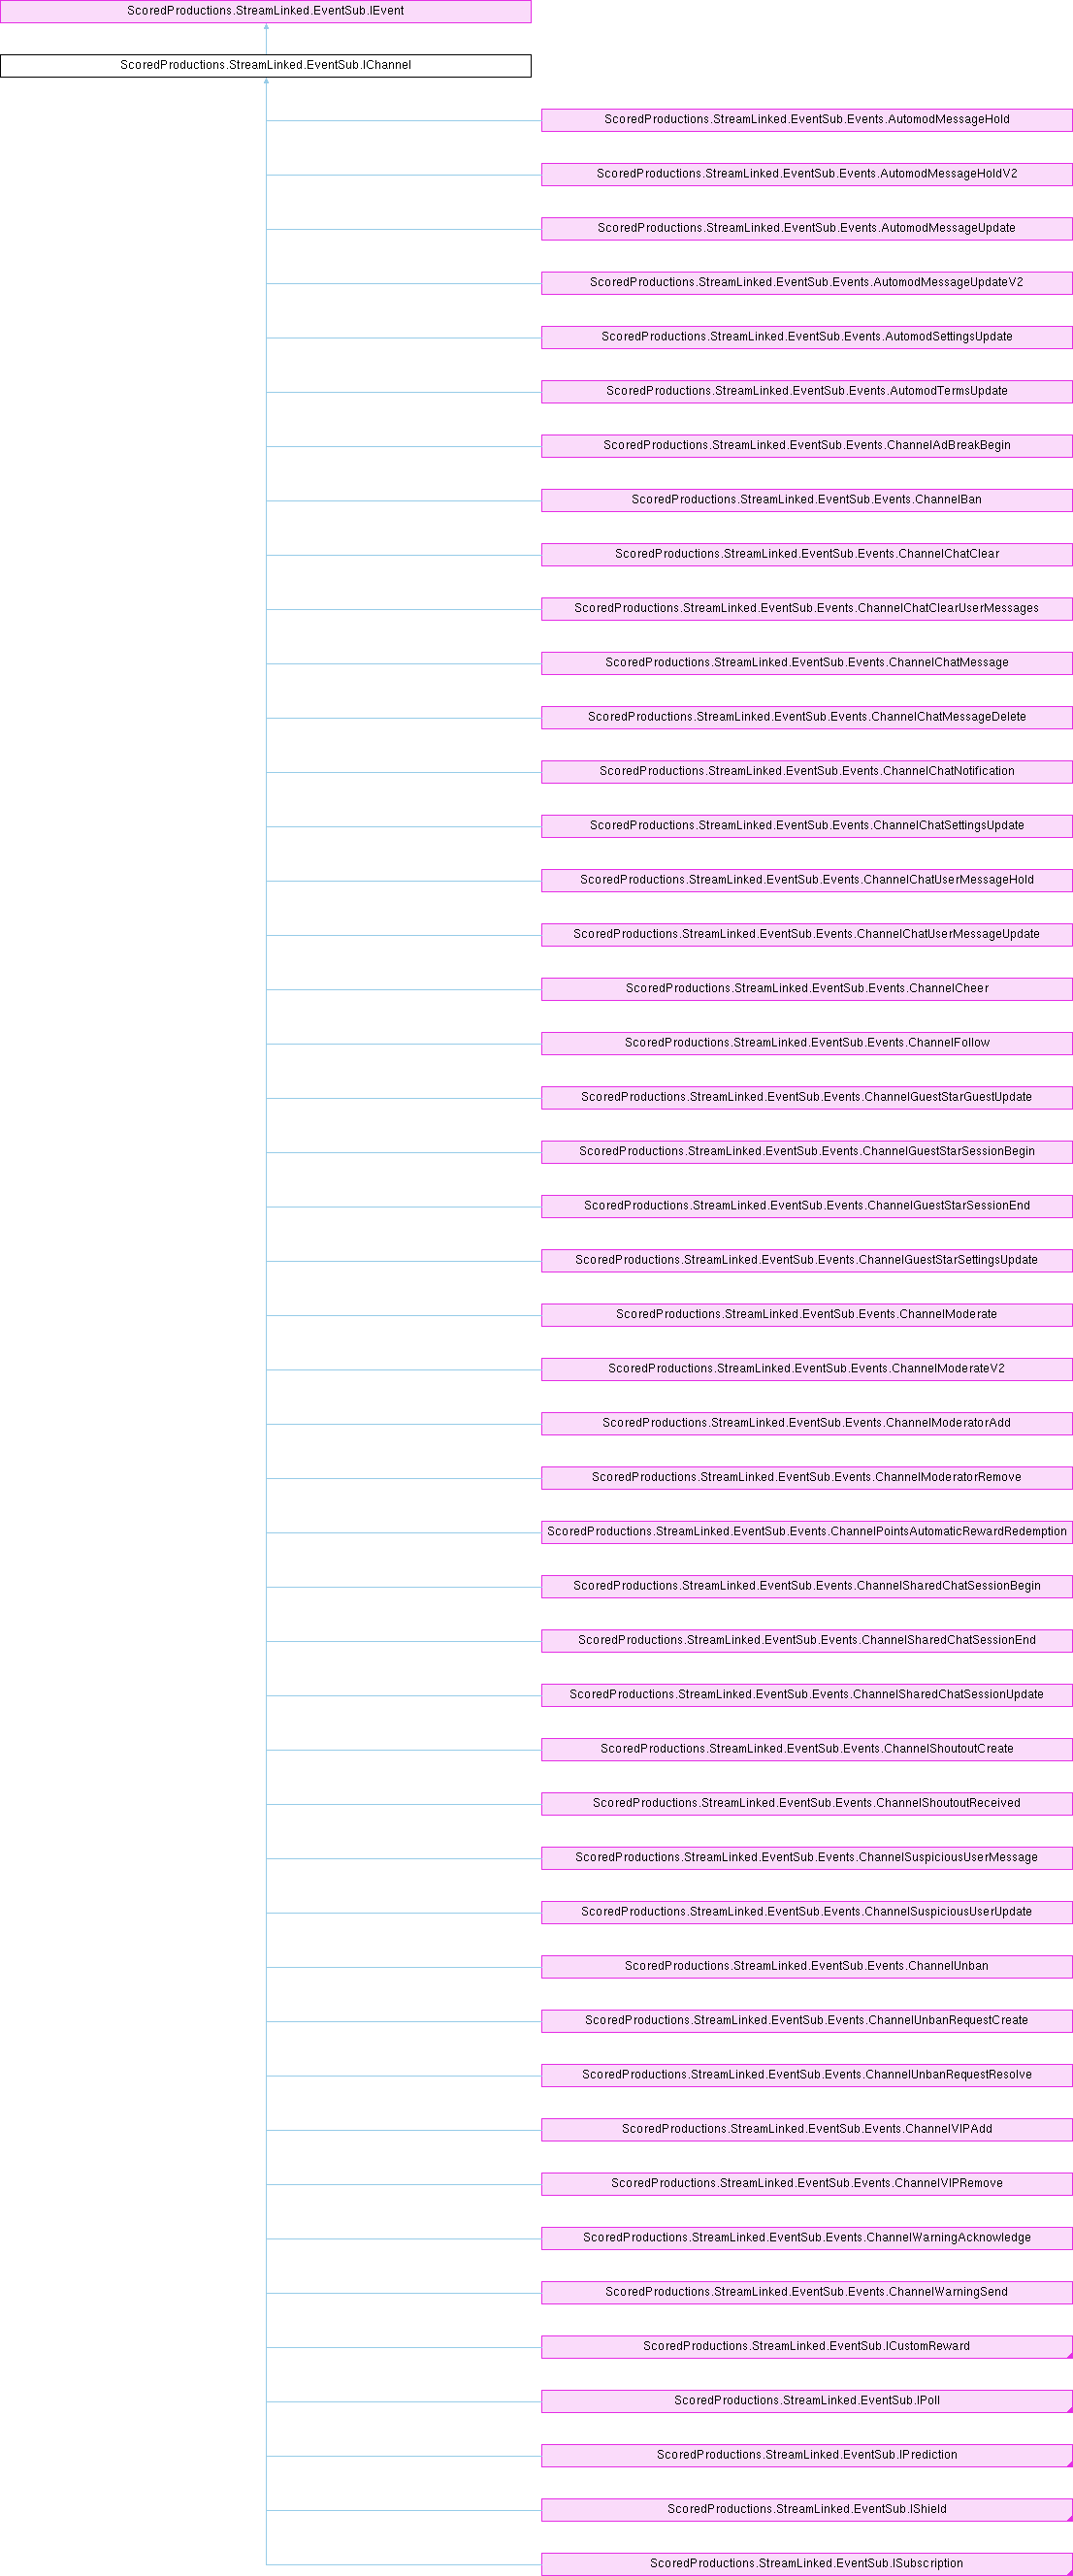 ScoredProductions.StreamLinked.EventSub.IEvent
ScoredProductions.StreamLinked.EventSub.IChannel
ScoredProductions.StreamLinked.EventSub.Events.AutomodMessageHold
ScoredProductions.StreamLinked.EventSub.Events.AutomodMessageHoldV2
ScoredProductions.StreamLinked.EventSub.Events.AutomodMessageUpdate
ScoredProductions.StreamLinked.EventSub.Events.AutomodMessageUpdateV2
ScoredProductions.StreamLinked.EventSub.Events.AutomodSettingsUpdate
ScoredProductions.StreamLinked.EventSub.Events.AutomodTermsUpdate
ScoredProductions.StreamLinked.EventSub.Events.ChannelAdBreakBegin
ScoredProductions.StreamLinked.EventSub.Events.ChannelBan
ScoredProductions.StreamLinked.EventSub.Events.ChannelChatClear
ScoredProductions.StreamLinked.EventSub.Events.ChannelChatClearUserMessages
ScoredProductions.StreamLinked.EventSub.Events.ChannelChatMessage
ScoredProductions.StreamLinked.EventSub.Events.ChannelChatMessageDelete
ScoredProductions.StreamLinked.EventSub.Events.ChannelChatNotification
ScoredProductions.StreamLinked.EventSub.Events.ChannelChatSettingsUpdate
ScoredProductions.StreamLinked.EventSub.Events.ChannelChatUserMessageHold
ScoredProductions.StreamLinked.EventSub.Events.ChannelChatUserMessageUpdate
ScoredProductions.StreamLinked.EventSub.Events.ChannelCheer
ScoredProductions.StreamLinked.EventSub.Events.ChannelFollow
ScoredProductions.StreamLinked.EventSub.Events.ChannelGuestStarGuestUpdate
ScoredProductions.StreamLinked.EventSub.Events.ChannelGuestStarSessionBegin
ScoredProductions.StreamLinked.EventSub.Events.ChannelGuestStarSessionEnd
ScoredProductions.StreamLinked.EventSub.Events.ChannelGuestStarSettingsUpdate
ScoredProductions.StreamLinked.EventSub.Events.ChannelModerate
ScoredProductions.StreamLinked.EventSub.Events.ChannelModerateV2
ScoredProductions.StreamLinked.EventSub.Events.ChannelModeratorAdd
ScoredProductions.StreamLinked.EventSub.Events.ChannelModeratorRemove
ScoredProductions.StreamLinked.EventSub.Events.ChannelPointsAutomaticRewardRedemption
ScoredProductions.StreamLinked.EventSub.Events.ChannelSharedChatSessionBegin
ScoredProductions.StreamLinked.EventSub.Events.ChannelSharedChatSessionEnd
ScoredProductions.StreamLinked.EventSub.Events.ChannelSharedChatSessionUpdate
ScoredProductions.StreamLinked.EventSub.Events.ChannelShoutoutCreate
ScoredProductions.StreamLinked.EventSub.Events.ChannelShoutoutReceived
ScoredProductions.StreamLinked.EventSub.Events.ChannelSuspiciousUserMessage
ScoredProductions.StreamLinked.EventSub.Events.ChannelSuspiciousUserUpdate
ScoredProductions.StreamLinked.EventSub.Events.ChannelUnban
ScoredProductions.StreamLinked.EventSub.Events.ChannelUnbanRequestCreate
ScoredProductions.StreamLinked.EventSub.Events.ChannelUnbanRequestResolve
ScoredProductions.StreamLinked.EventSub.Events.ChannelVIPAdd
ScoredProductions.StreamLinked.EventSub.Events.ChannelVIPRemove
ScoredProductions.StreamLinked.EventSub.Events.ChannelWarningAcknowledge
ScoredProductions.StreamLinked.EventSub.Events.ChannelWarningSend
ScoredProductions.StreamLinked.EventSub.ICustomReward
ScoredProductions.StreamLinked.EventSub.IPoll
ScoredProductions.StreamLinked.EventSub.IPrediction
ScoredProductions.StreamLinked.EventSub.IShield
ScoredProductions.StreamLinked.EventSub.ISubscription